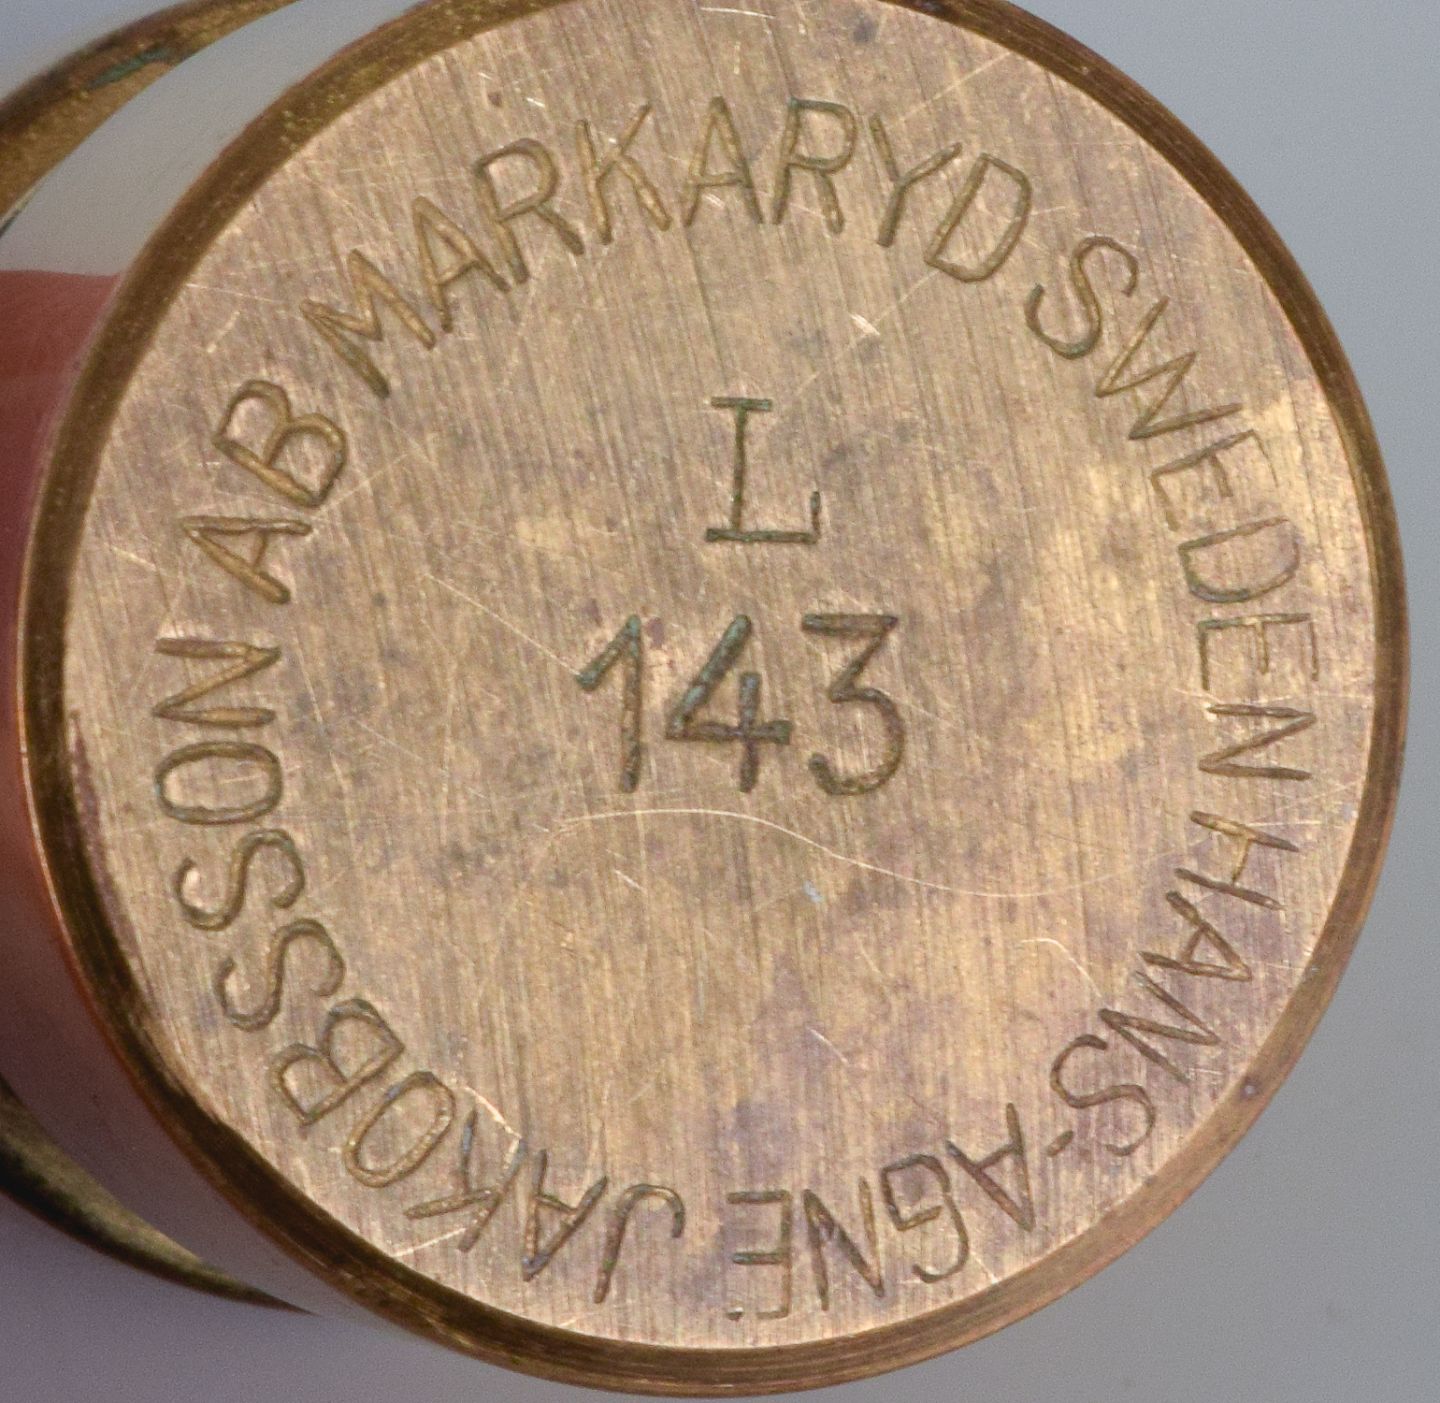 HANS-AGNE JAKOBSSON AB MARKARYD SWEDEN
L
143